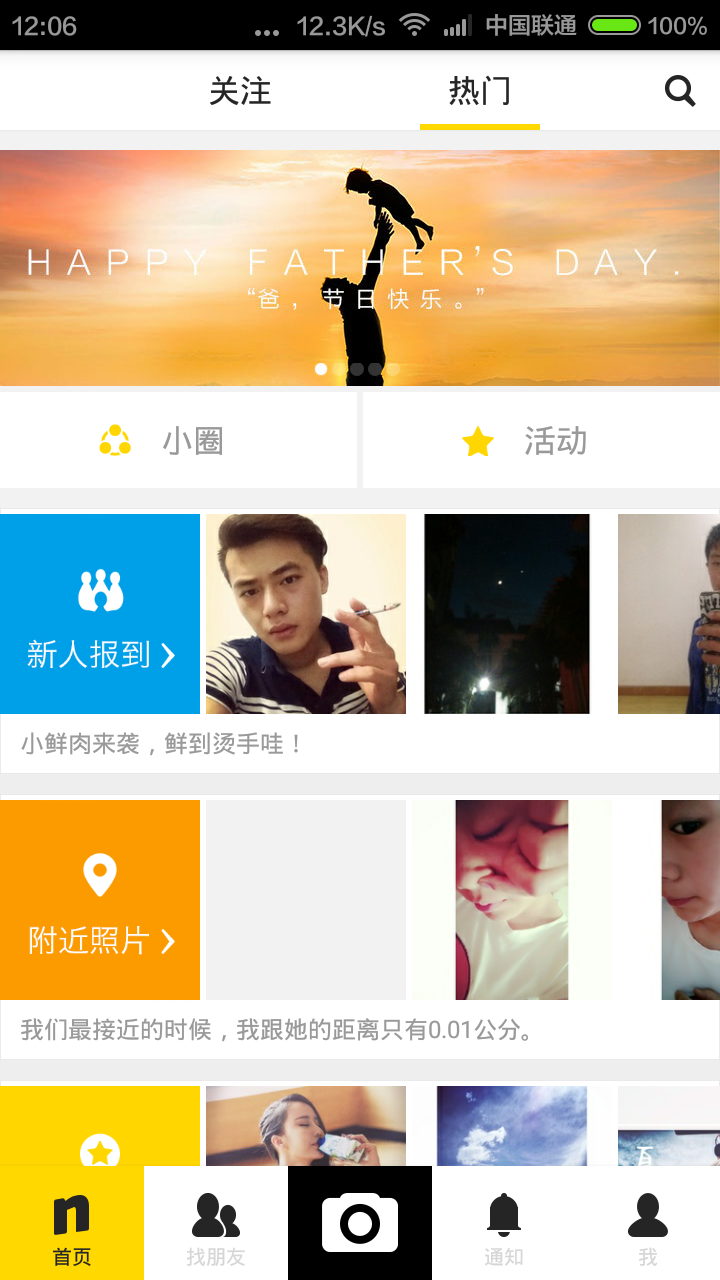 12:06 ... 12.3K/s 中国联通 100%
关注 热门
HAPPY FATHER'S DAY.
“爸，节日快乐。”
小圈 活动
新人报到
小鲜肉来袭，鲜到烫手哇！
附近照片
我们最接近的时候，我跟她的距离只有0.01公分。
n
首页 找朋友 通知 我